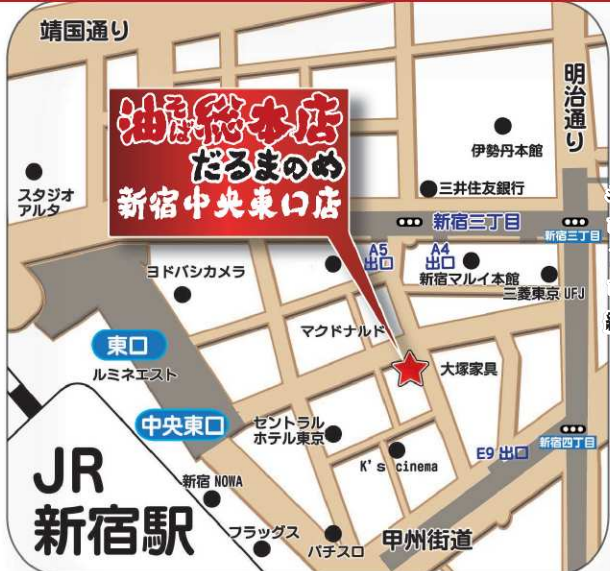 靖国通り
明治通り
油そば総本店
だるまのめ
新宿中央東口店
伊勢丹本館
三井住友銀行
スタジオ
アルタ
新宿三丁目
新宿三丁目
A5
出口
A4
出口
新宿マルイ本館
三菱東京UFJ
ヨドバシカメラ
マクドナルド
東口
ルミネエスト
大塚家具
中央東口
セントラル
ホテル東京
K's cinema
E9 出口
新宿四丁目
JR
新宿駅
新宿 NOWA
フラッグス
パチスロ
甲州街道